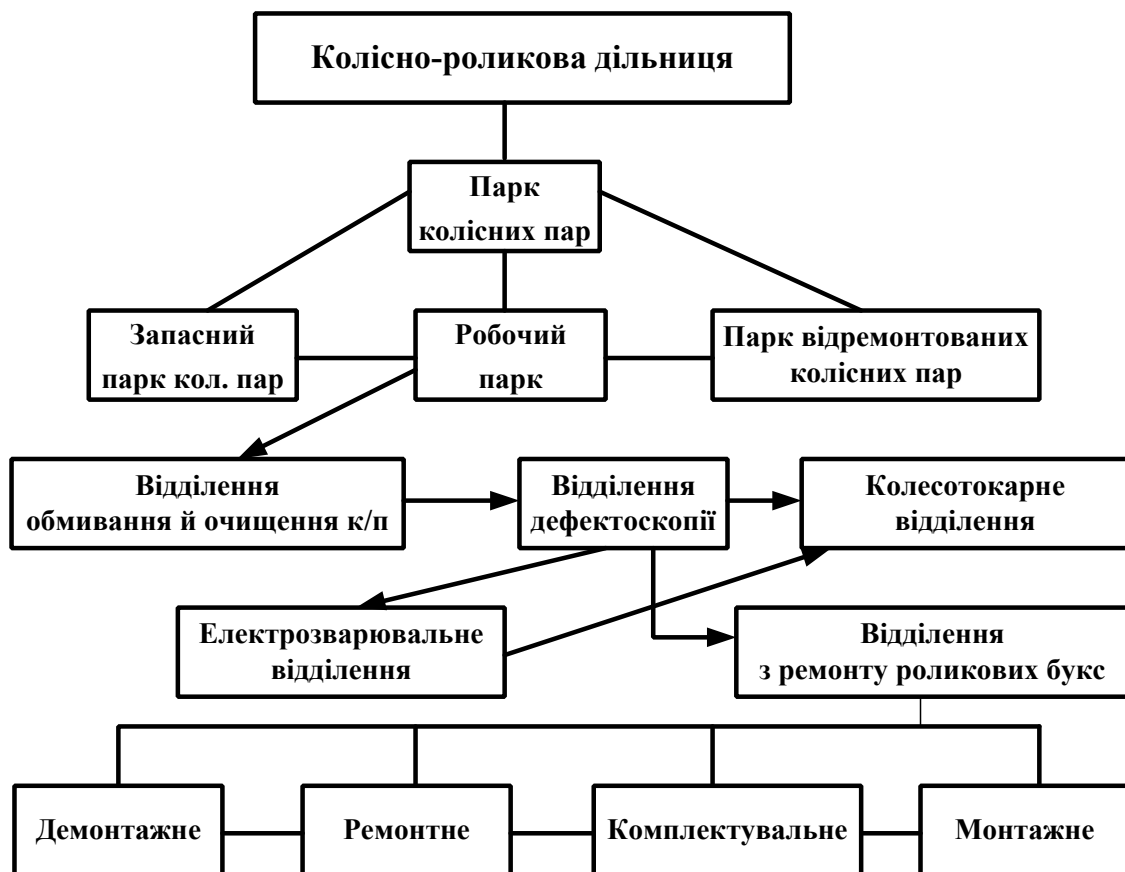 Колісно-роликова дільниця
Парк
колісних пар
Запасний
парк кол. пар
Робочий
парк
Парк відремонтованих
колісних пар
Відділення
обмивання й очищення к/п
Відділення
дефектоскопії
Колесотокарне
відділення
Електрозварювальне
відділення
Відділення
з ремонту роликових букс
Демонтажне
Ремонтне
Комплектувальне
Монтажне